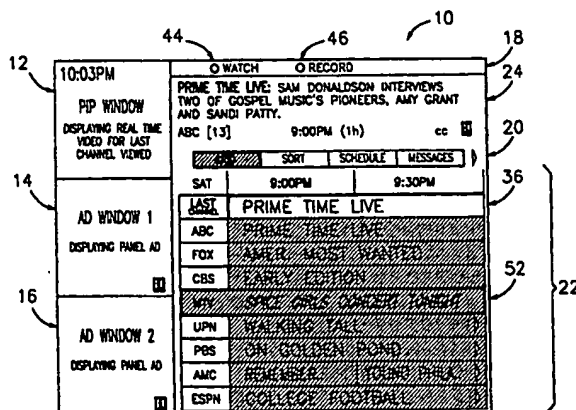 44
46
10
12
10:03PM
PIP WINDOW
DISPLAYING REAL TIME
VIDEO FOR LAST
CHANNEL VIEWED
WATCH
RECORD
18
PRIME TIME LIVE: SAM DONALDSON INTERVIEWS
TWO OF GOSPEL MUSIC'S PIONEERS, AMY GRANT
AND SANDI PATTY.
24
ABC [13]
9:00PM (1h)
cc
20
SORT
SCHEDULE
MESSAGES
14
AD WINDOW 1
DISPLAYING PANEL AD
SAT
9:00PM
9:30PM
36
LAST
PRIME TIME LIVE
ABC
PRIME TIME LIVE
FOX
AMER. MOST WANTED
CBS
EARLY EDITION
52
22
MTV
SPICE GIRLS CONCERT TONIGHT
16
AD WINDOW 2
DISPLAYING PANEL AD
UPN
WALKING TALL
PBS
ON GOLDEN POND
AMC
REMEMBER
YOUNG PHILA.
ESPN
COLLEGE FOOTBALL